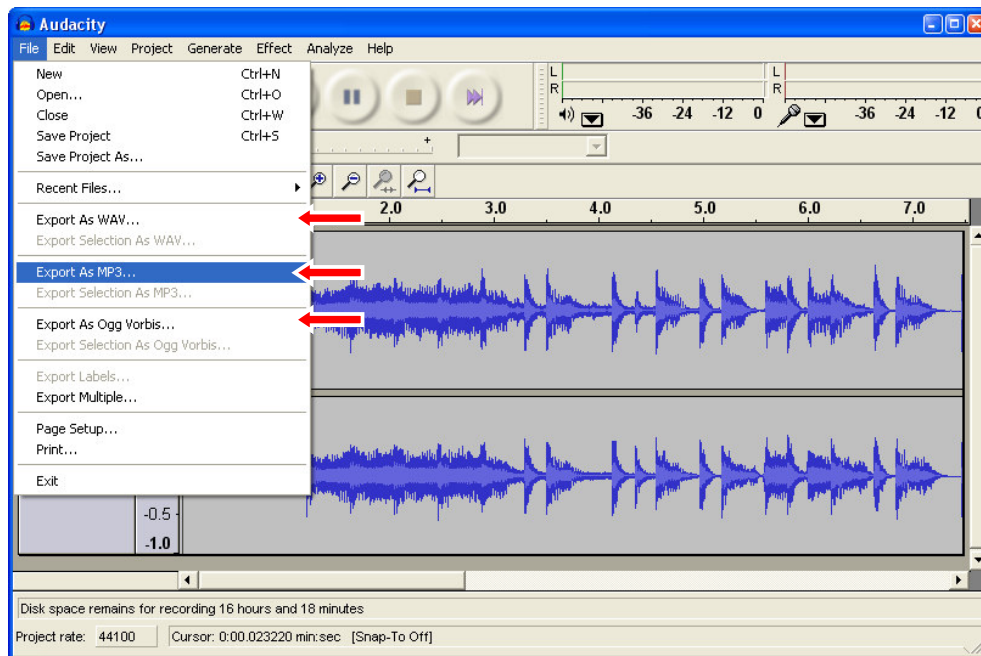 Audacity
File Edit View Project Generate Effect Analyze Help
New Ctrl+N
Open... Ctrl+O
Close Ctrl+W
Save Project Ctrl+S
Save Project As...
Recent Files...
Export As WAV...
Export Selection As WAV...
Export As MP3...
Export Selection As MP3...
Export As Ogg Vorbis...
Export Selection As Ogg Vorbis...
Export Labels...
Export Multiple...
Page Setup...
Print...
Exit
L
R
-36 -24 -12 0
L
R
-36 -24 -12 0
+
2.0 3.0 4.0 5.0 6.0 7.0
-0.5
-1.0
Disk space remains for recording 16 hours and 18 minutes
Project rate: 44100 Cursor: 0:00.023220 min:sec [Snap-To Off]